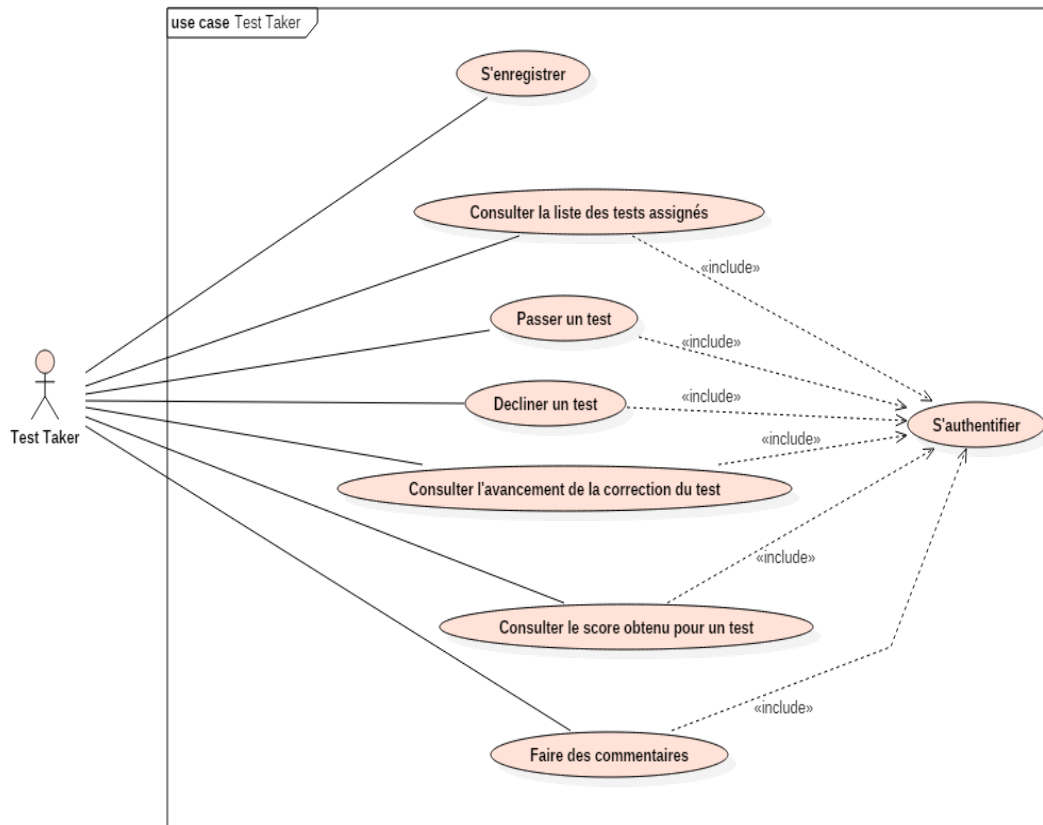 use case Test Taker
S'enregistrer
Consulter la liste des tests assignés
«include»
Passer un test
«include»
Decliner un test
«include»
Test Taker
S'authentifier
«include»
Consulter l'avancement de la correction du test
«include»
Consulter le score obtenu pour un test
«include»
Faire des commentaires